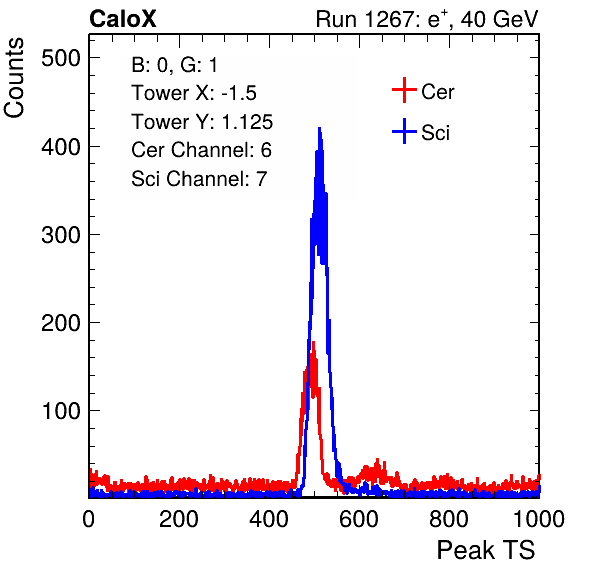 CaloX Run 1267: e⁺, 40 GeV
Counts
500
400
300
200
100
B: 0, G: 1
Tower X: -1.5
Tower Y: 1.125
Cer Channel: 6
Sci Channel: 7
Cer
Sci
0 200 400 600 800 1000
Peak TS